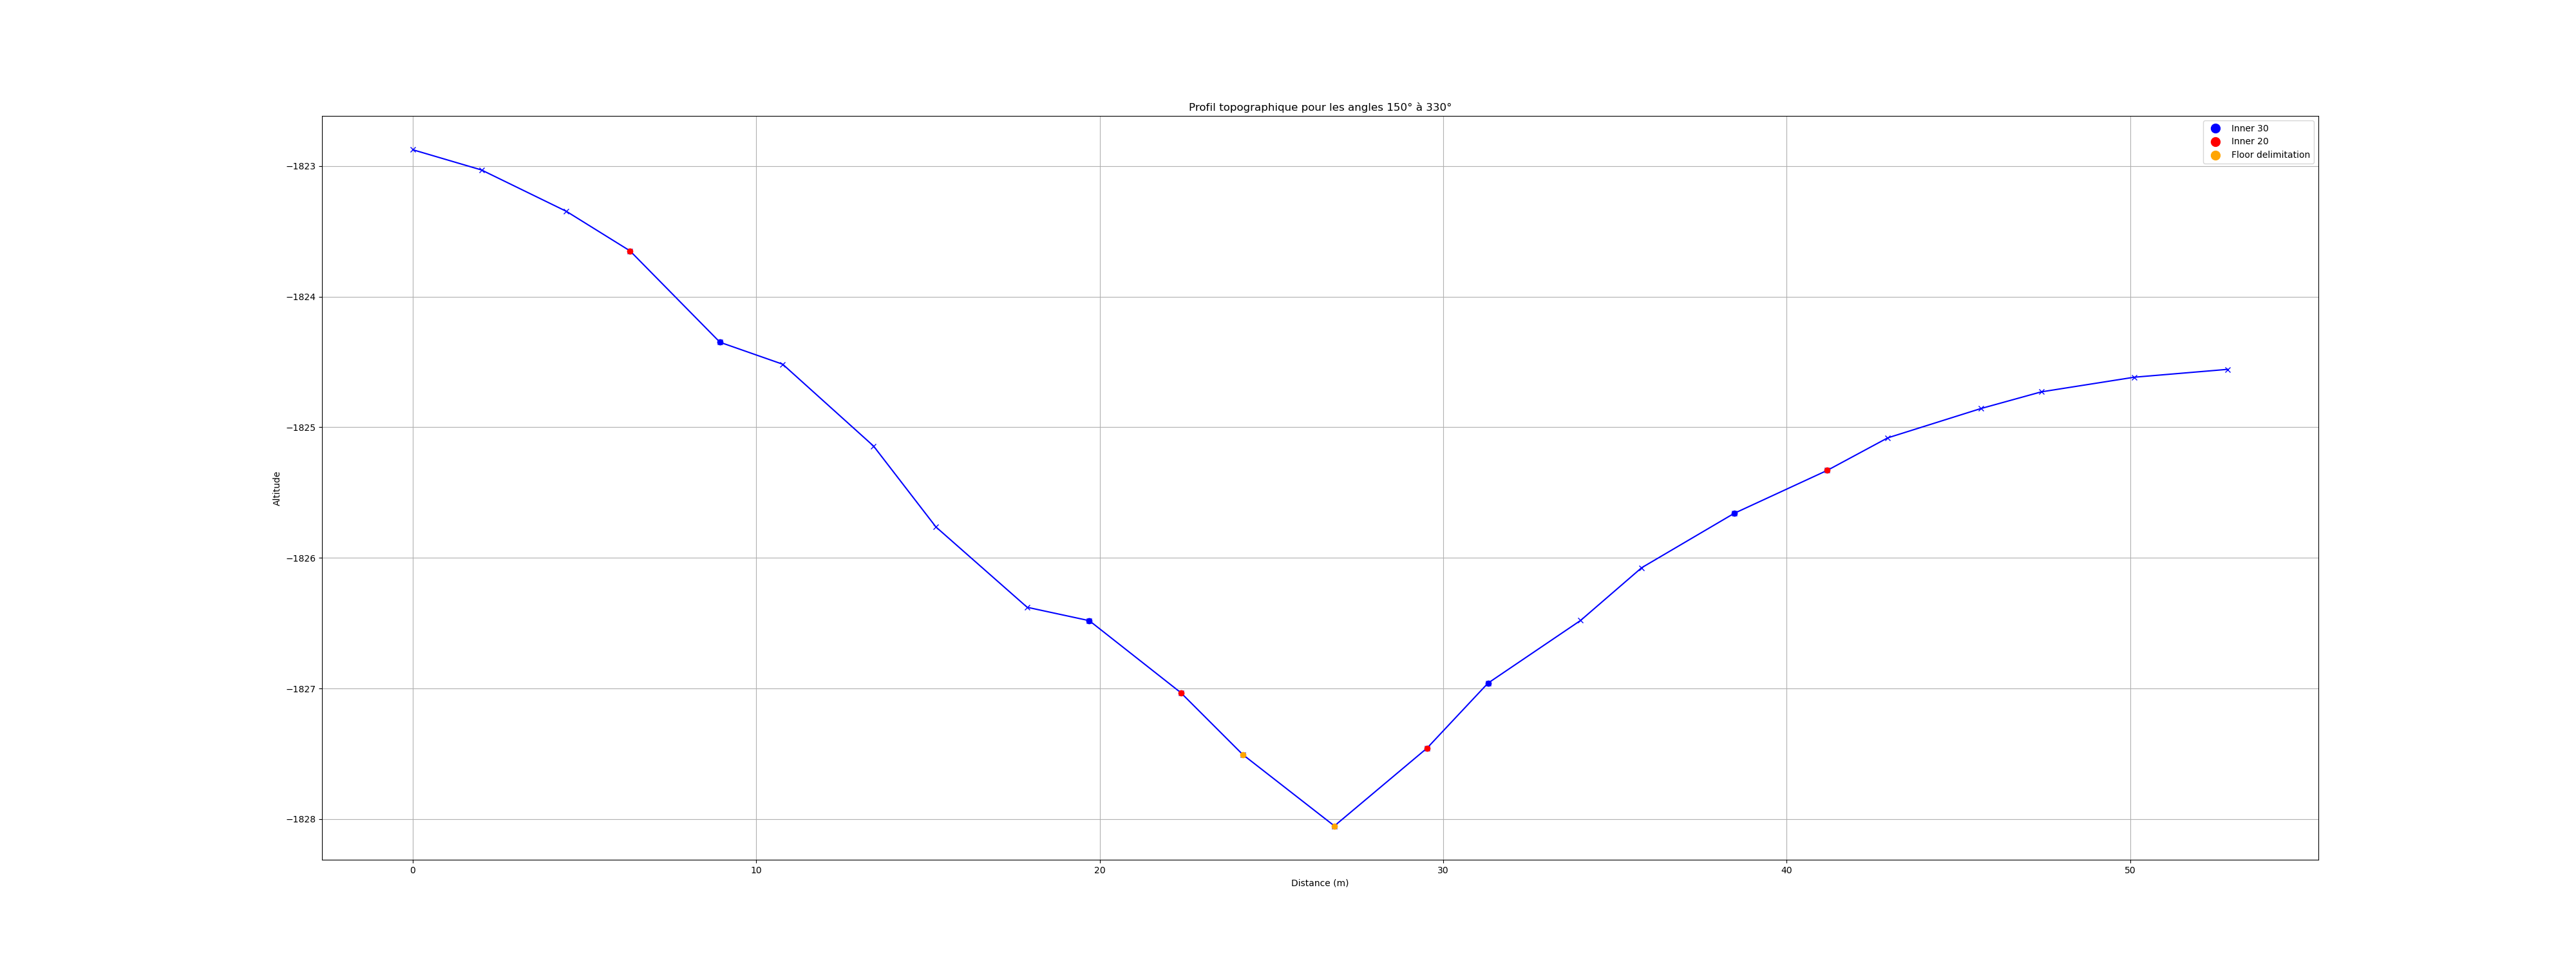 Profil topographique pour les angles 150° à 330°
Inner 30
Inner 20
Floor delimitation
−1823
−1824
−1825
−1826
−1827
−1828
Altitude
0 10 20 30 40 50
Distance (m)